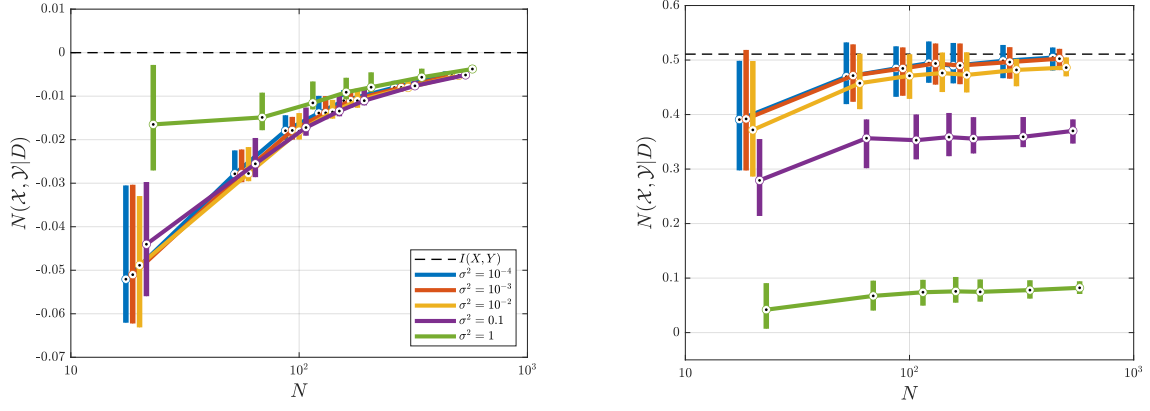 0.01
0
-0.01
-0.02
-0.03
-0.04
-0.05
-0.06
-0.07
10
10²
10³
N
N(𝒳, 𝒴|D)
I(X, Y)
σ² = 10⁻⁴
σ² = 10⁻³
σ² = 10⁻²
σ² = 0.1
σ² = 1
0.6
0.5
0.4
0.3
0.2
0.1
0
10
10²
10³
N
N(𝒳, 𝒴|D)